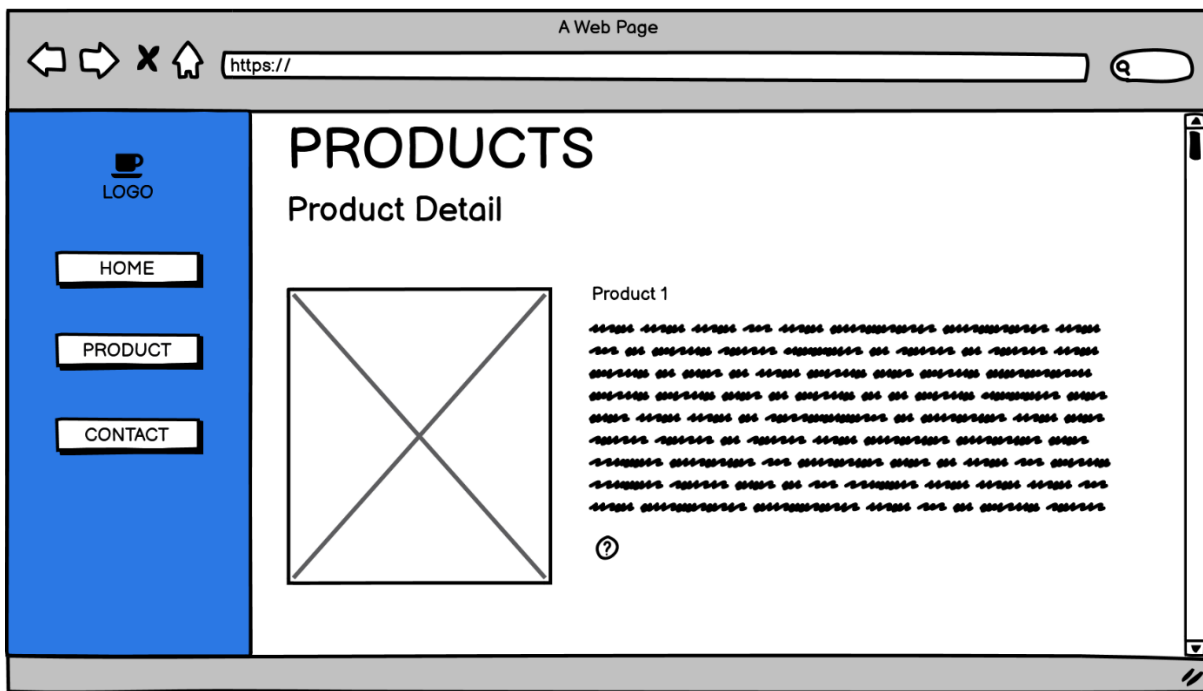 A Web Page
https://
LOGO
HOME
PRODUCT
CONTACT
PRODUCTS
Product Detail
Product 1
?